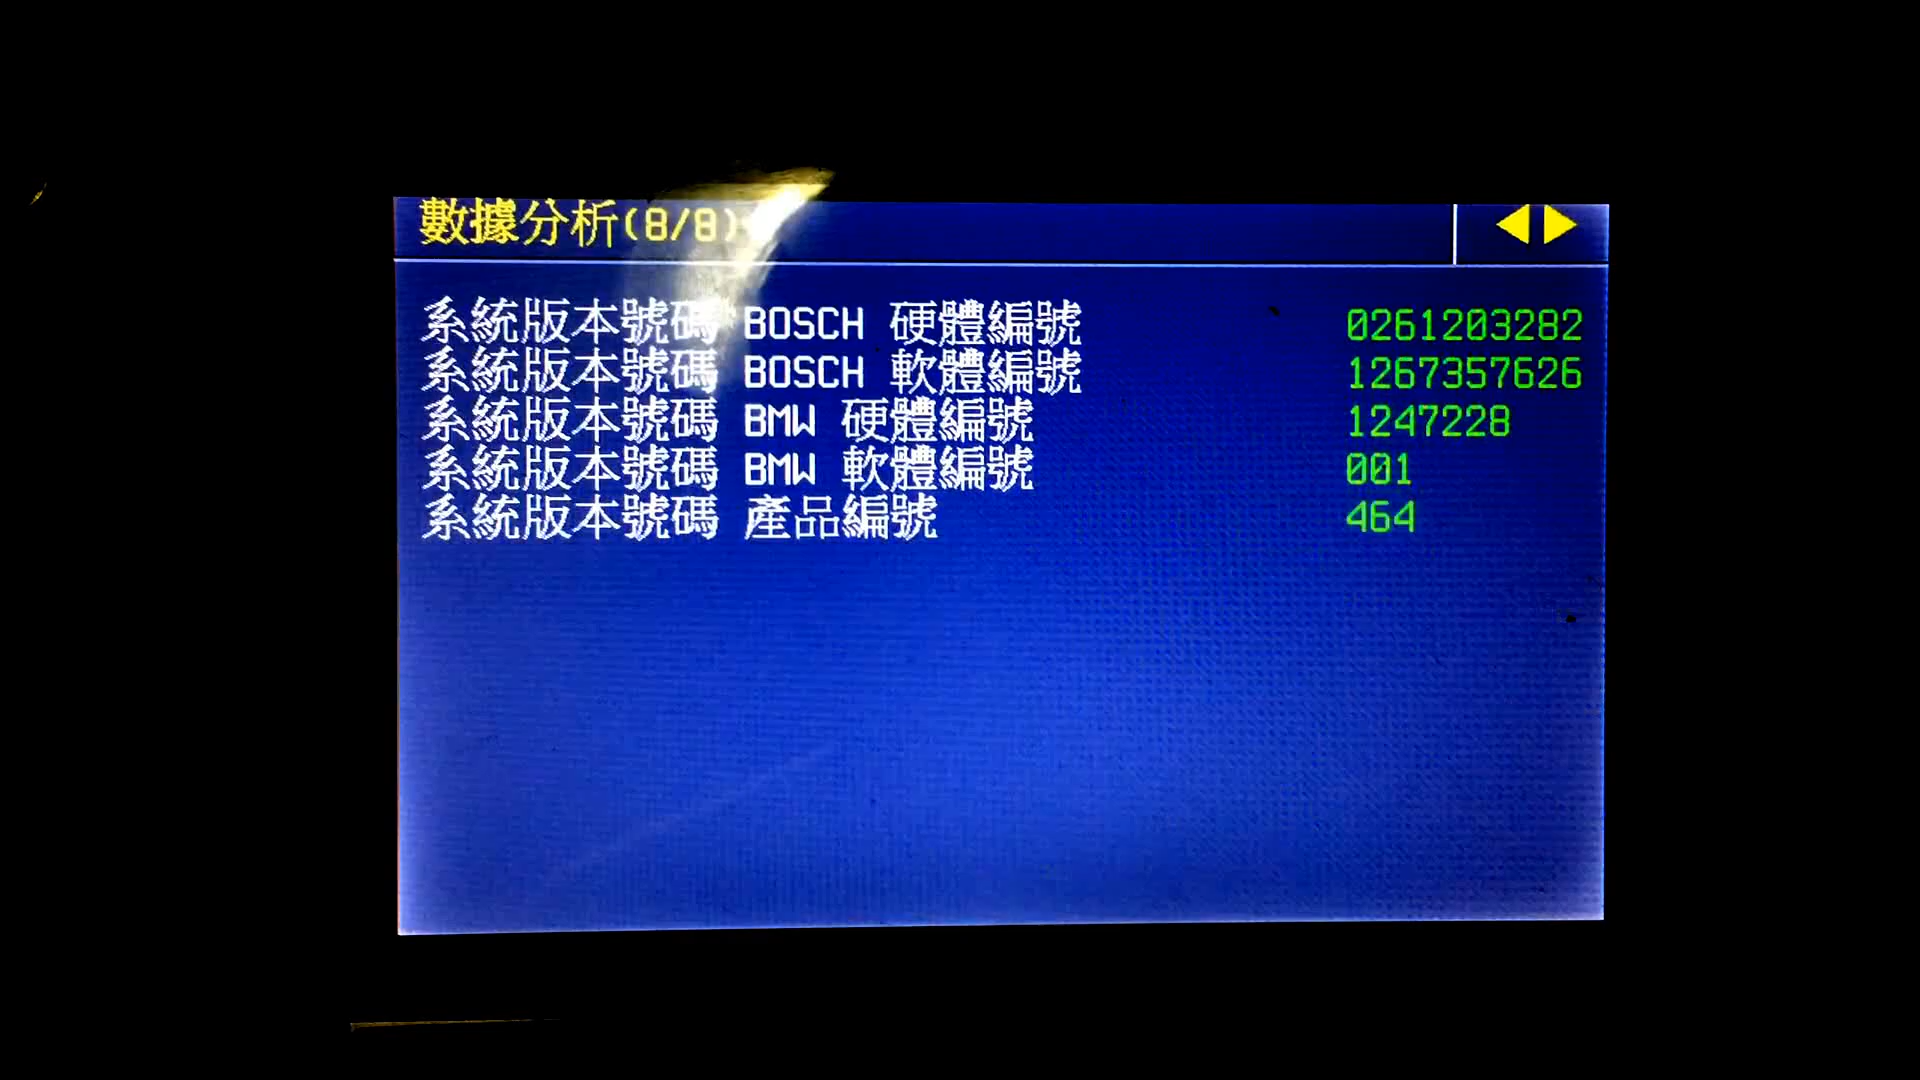 數據分析(8/8)
系統版本號碼 BOSCH 硬體編號 0261203282
系統版本號碼 BOSCH 軟體編號 1267357626
系統版本號碼 BMW 硬體編號 1247228
系統版本號碼 BMW 軟體編號 001
系統版本號碼 產品編號 464